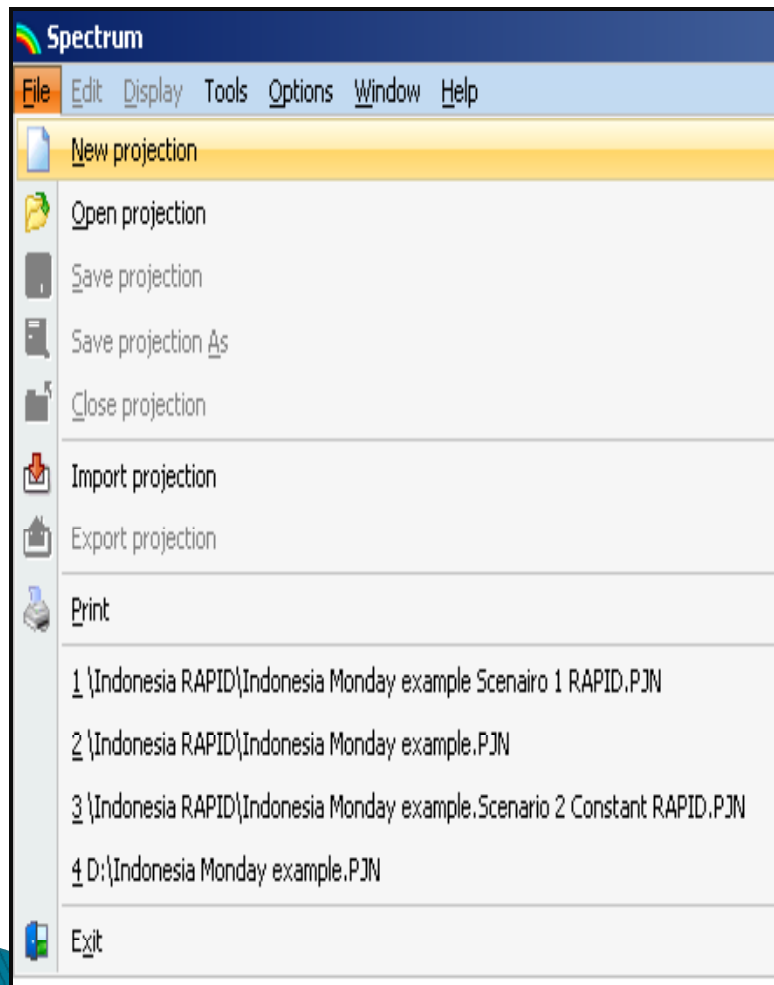 Spectrum
File Edit Display Tools Options Window Help
New projection
Open projection
Save projection
Save projection As
Close projection
Import projection
Export projection
Print
1 \Indonesia RAPID\Indonesia Monday example Scenairo 1 RAPID.PJN
2 \Indonesia RAPID\Indonesia Monday example.PJN
3 \Indonesia RAPID\Indonesia Monday example.Scenario 2 Constant RAPID.PJN
4 D:\Indonesia Monday example.PJN
Exit